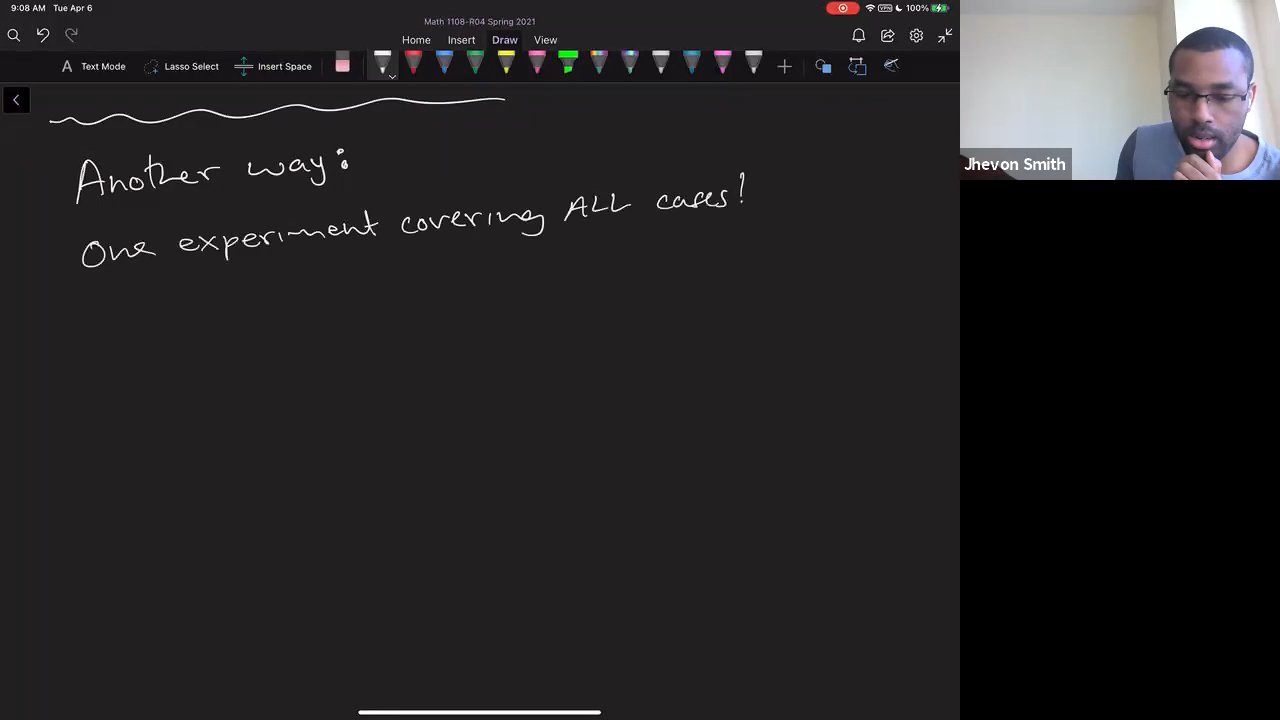 9:08 AM Tue Apr 6
VPN 100%
Math 1108-R04 Spring 2021
Home Insert Draw View
A Text Mode Lasso Select Insert Space
Another way:
One experiment covering ALL cases!
Jhevon Smith